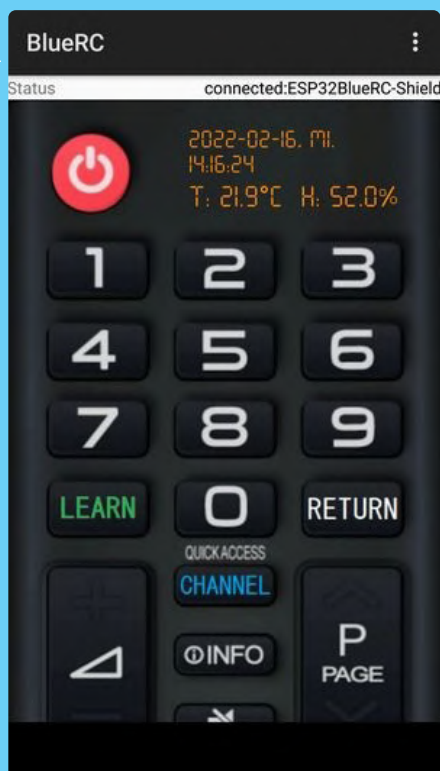 BlueRC
Status connected:ESP32BlueRC-Shield
2022-02-16, MI.
14:16:24
T: 21.9°C H: 52.0%
1 2 3
4 5 6
7 8 9
LEARN 0 RETURN
QUICK ACCESS
CHANNEL
INFO
P
PAGE